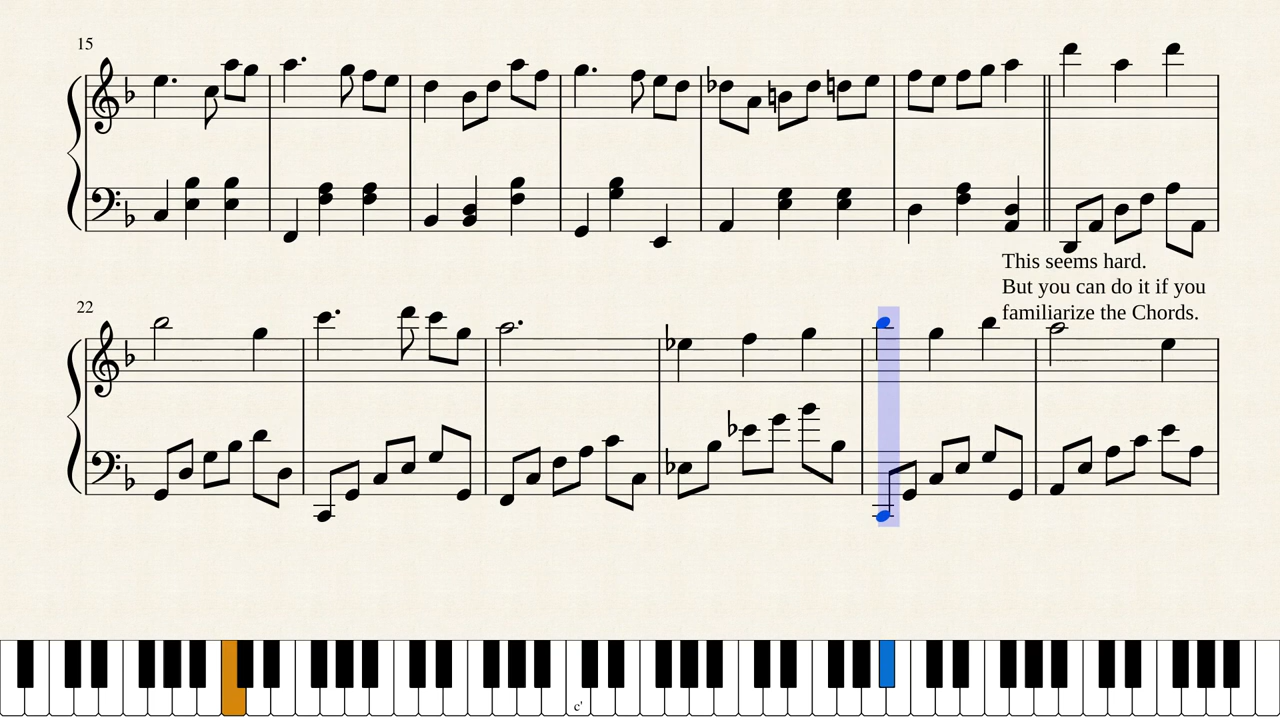 15
This seems hard.
But you can do it if you
familiarize the Chords.
22
c'